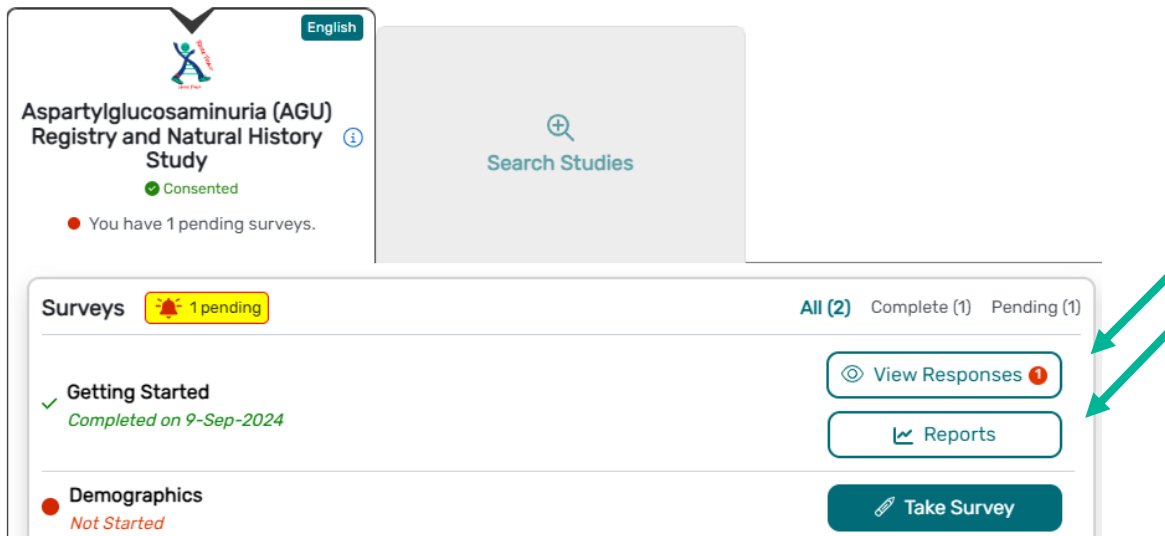 English
Aspartylglucosaminuria (AGU)
Registry and Natural History
Study
Consented
You have 1 pending surveys.
Search Studies
Surveys
1 pending
All (2) Complete (1) Pending (1)
Getting Started
Completed on 9-Sep-2024
View Responses 1
Reports
Demographics
Not Started
Take Survey